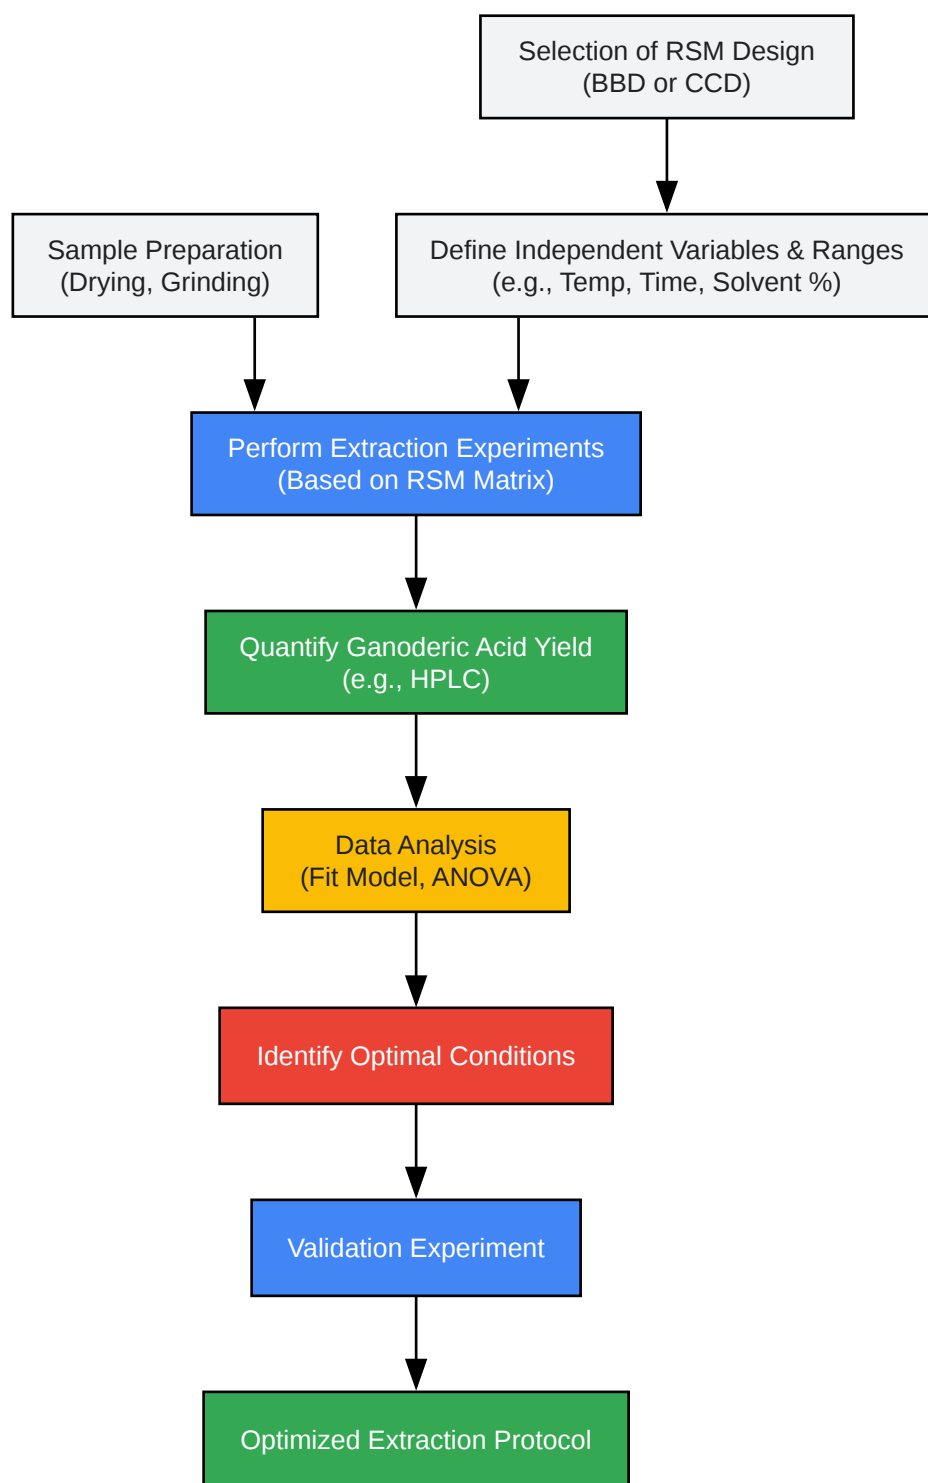 Selection of RSM Design
(BBD or CCD)
Sample Preparation
(Drying, Grinding)
Define Independent Variables & Ranges
(e.g., Temp, Time, Solvent %)
Perform Extraction Experiments
(Based on RSM Matrix)
Quantify Ganoderic Acid Yield
(e.g., HPLC)
Data Analysis
(Fit Model, ANOVA)
Identify Optimal Conditions
Validation Experiment
Optimized Extraction Protocol